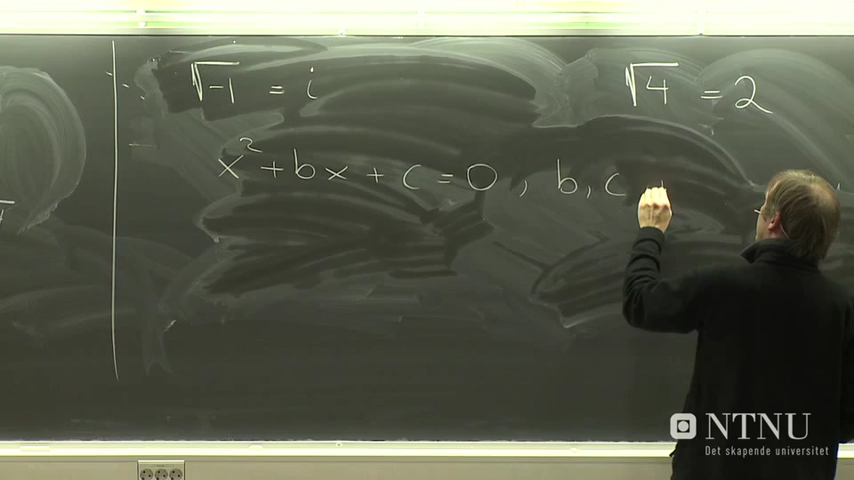 √-1 = i
√4 = 2
x² + bx + c = 0, b, c
NTNU
Det skapende universitet